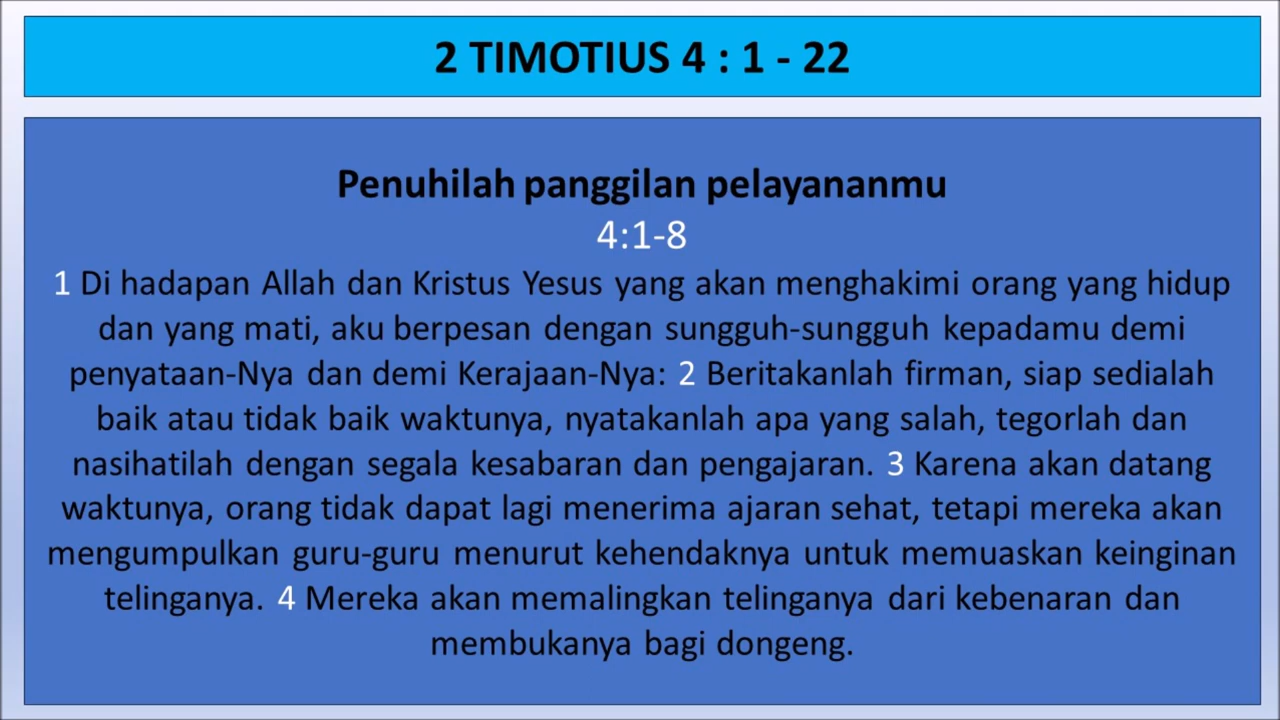 2 TIMOTIUS 4 : 1 - 22
Penuhilah panggilan pelayananmu
4:1-8
1 Di hadapan Allah dan Kristus Yesus yang akan menghakimi orang yang hidup
dan yang mati, aku berpesan dengan sungguh-sungguh kepadamu demi
penyataan-Nya dan demi Kerajaan-Nya: 2 Beritakanlah firman, siap sedialah
baik atau tidak baik waktunya, nyatakanlah apa yang salah, tegorlah dan
nasihatilah dengan segala kesabaran dan pengajaran. 3 Karena akan datang
waktunya, orang tidak dapat lagi menerima ajaran sehat, tetapi mereka akan
mengumpulkan guru-guru menurut kehendaknya untuk memuaskan keinginan
telinganya. 4 Mereka akan memalingkan telinganya dari kebenaran dan
membukanya bagi dongeng.